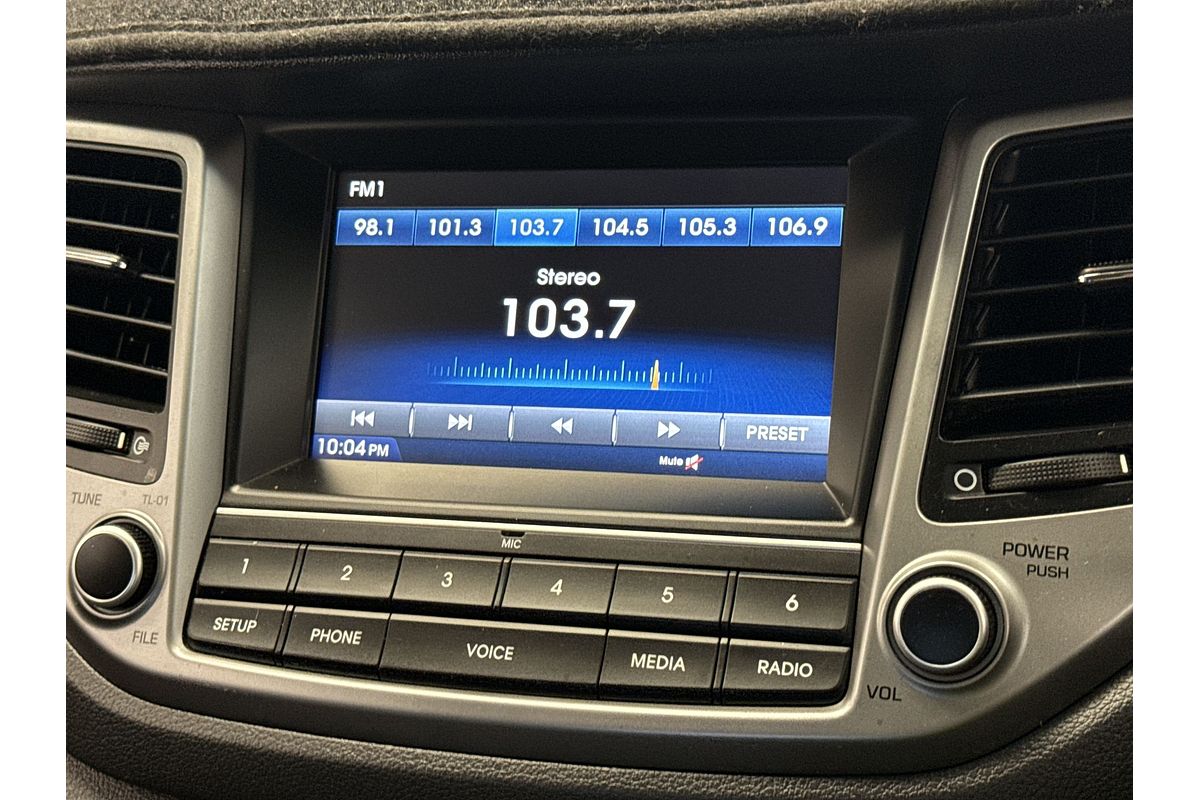 FM1
98.1 101.3 103.7 104.5 105.3 106.9
Stereo
103.7
PRESET
10:04 PM
Mute
TUNE TL-01
FILE
MIC
1 2 3 4 5 6
SETUP PHONE VOICE MEDIA RADIO
POWER
PUSH
VOL